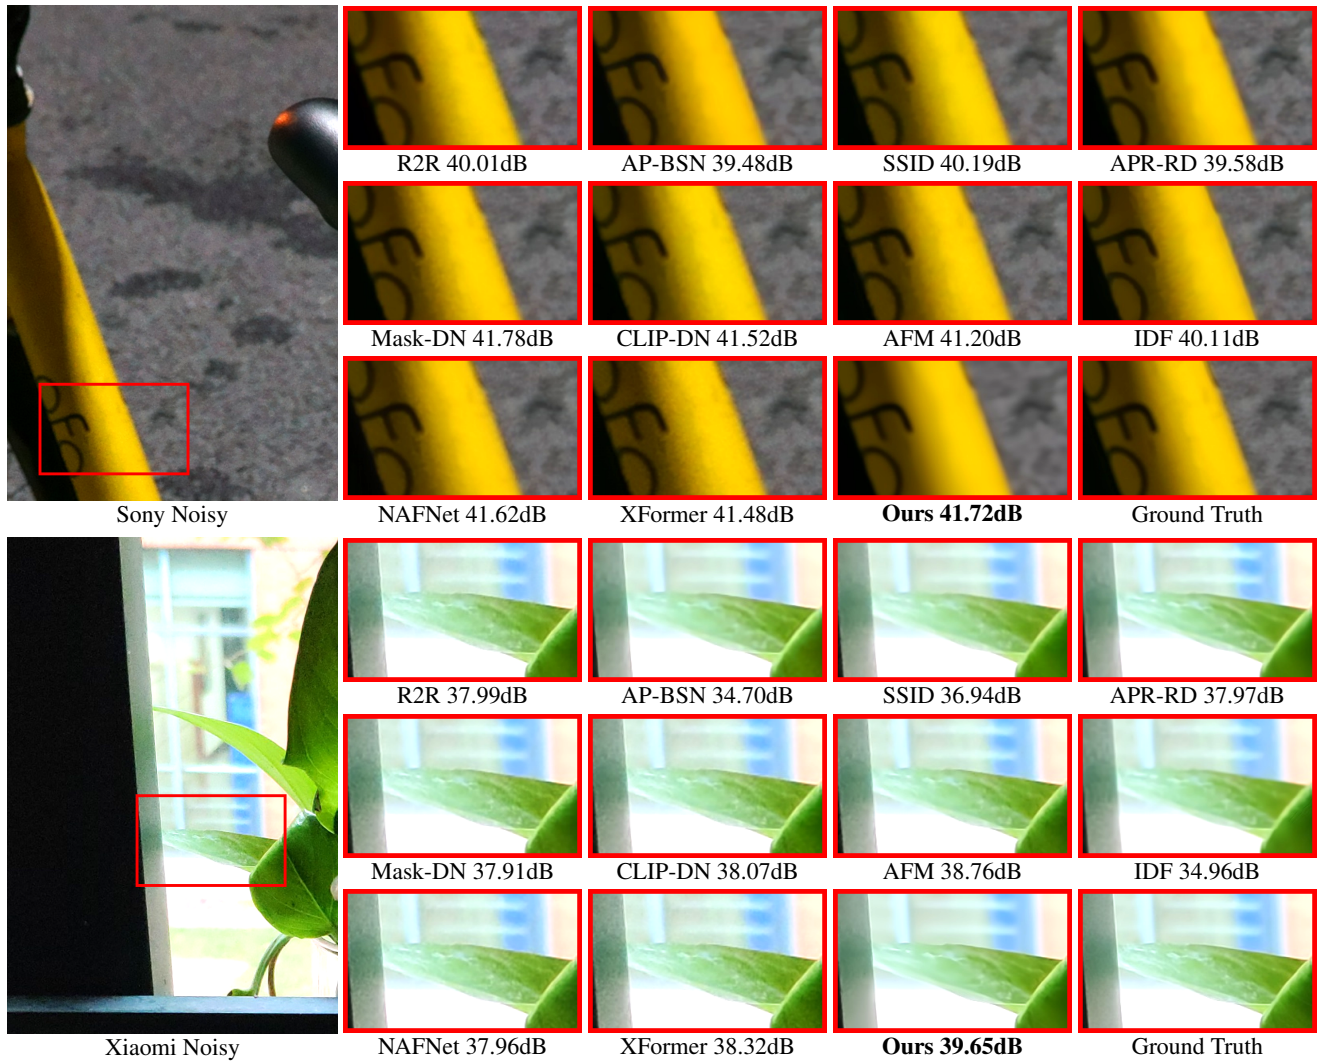 R2R 40.01dB AP-BSN 39.48dB SSID 40.19dB APR-RD 39.58dB
Mask-DN 41.78dB CLIP-DN 41.52dB AFM 41.20dB IDF 40.11dB
Sony Noisy NAFNet 41.62dB XFormer 41.48dB Ours 41.72dB Ground Truth
R2R 37.99dB AP-BSN 34.70dB SSID 36.94dB APR-RD 37.97dB
Mask-DN 37.91dB CLIP-DN 38.07dB AFM 38.76dB IDF 34.96dB
Xiaomi Noisy NAFNet 37.96dB XFormer 38.32dB Ours 39.65dB Ground Truth